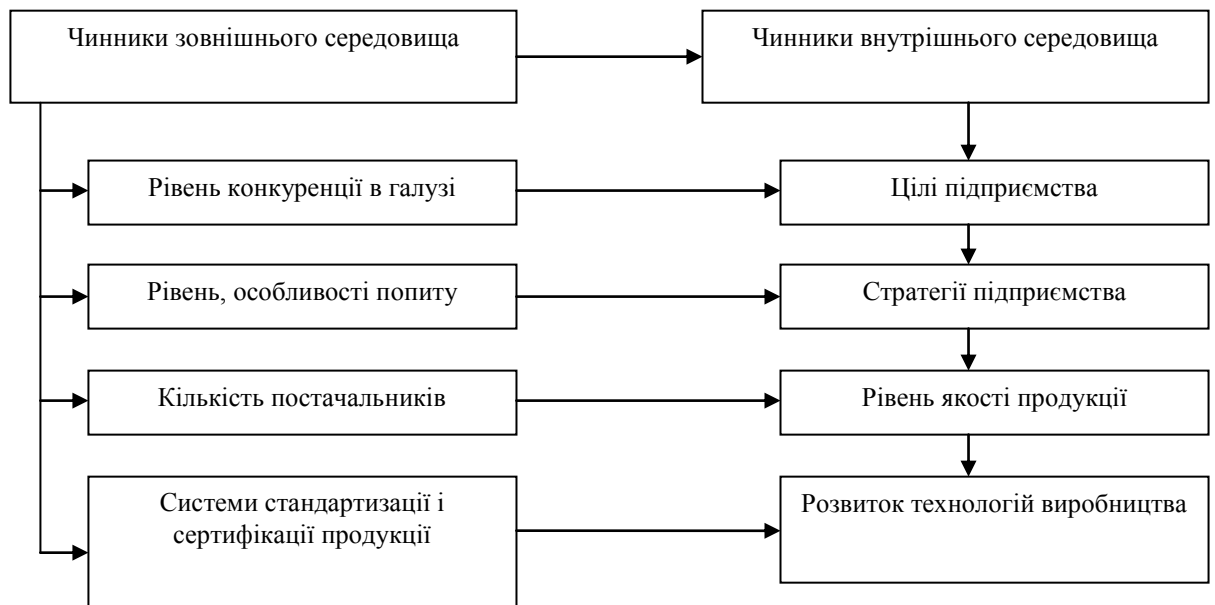 Чинники зовнішнього середовища
Чинники внутрішнього середовища
Рівень конкуренції в галузі
Цілі підприємства
Рівень, особливості попиту
Стратегії підприємства
Кількість постачальників
Рівень якості продукції
Системи стандартизації і
сертифікації продукції
Розвиток технологій виробництва